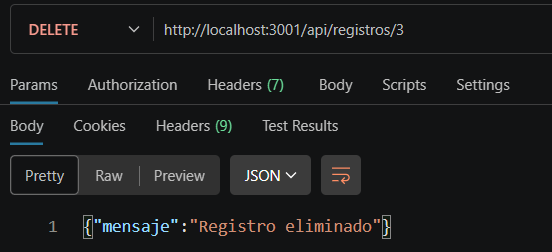 DELETE http://localhost:3001/api/registros/3
Params Authorization Headers (7) Body Scripts Settings
Body Cookies Headers (9) Test Results
Pretty Raw Preview JSON
1 {"mensaje":"Registro eliminado"}